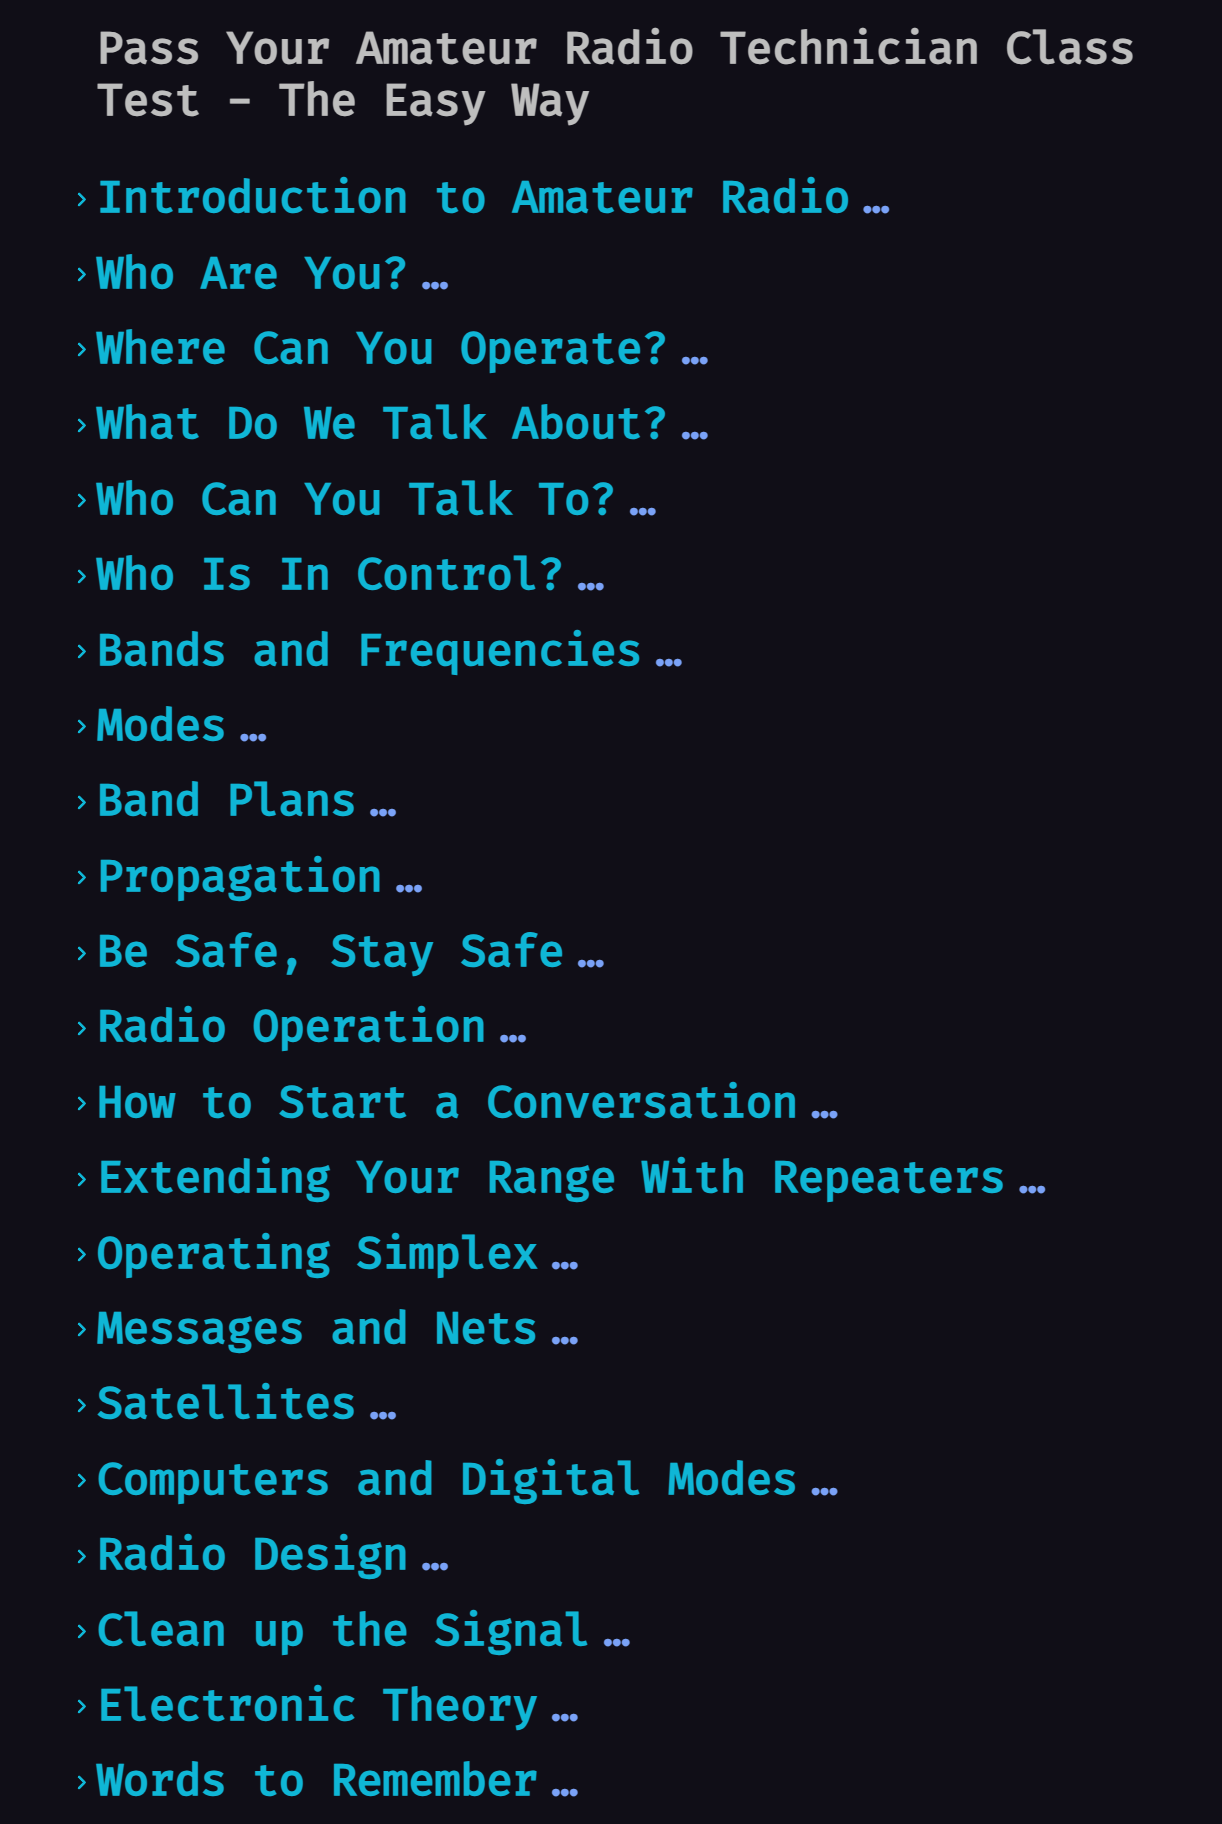 Pass Your Amateur Radio Technician Class
Test - The Easy Way
› Introduction to Amateur Radio …
› Who Are You? …
› Where Can You Operate? …
› What Do We Talk About? …
› Who Can You Talk To? …
› Who Is In Control? …
› Bands and Frequencies …
› Modes …
› Band Plans …
› Propagation …
› Be Safe, Stay Safe …
› Radio Operation …
› How to Start a Conversation …
› Extending Your Range With Repeaters …
› Operating Simplex …
› Messages and Nets …
› Satellites …
› Computers and Digital Modes …
› Radio Design …
› Clean up the Signal …
› Electronic Theory …
› Words to Remember …